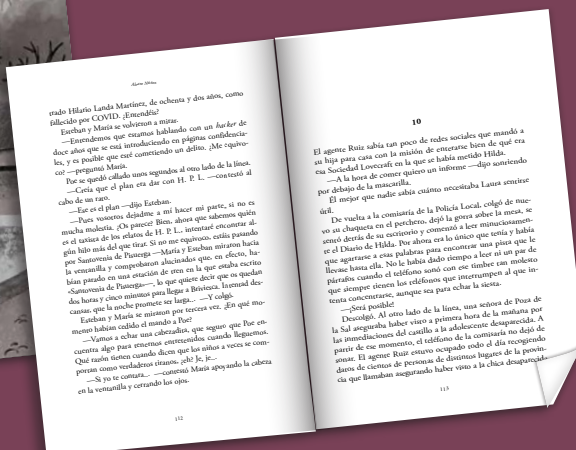 Alberto Núñez
trado Hilario Landa Martínez, de ochenta y dos años, como
fallecido por COVID. ¿Entendéis?
Esteban y María se volvieron a mirar.
—Entendemos que estamos hablando con un hacker de
doce años que se está introduciendo en páginas confidencia-
les, y es posible que esté cometiendo un delito. ¿Me equivo-
co? —preguntó María.
Poe se quedó callado unos segundos al otro lado de la línea.
—Creía que el plan era dar con H. P. L. —contestó al
cabo de un rato.
—Ese es el plan —dijo Esteban.
—Pues vosotros dejadme a mí hacer mi parte, si no es
mucha molestia. ¿Os parece? Bien, ahora que sabemos quién
es el taxista de los relatos de H. P. L., intentaré encontrar al-
gún hilo más del que tirar. Si no me equivoco, estáis pasando
por Santovenia de Pisuerga —María y Esteban miraron hacia
la ventanilla y comprobaron alucinados que, en efecto, ha-
bían parado en una estación de tren en la que estaba escrito
«Santovenia de Pisuerga»—, lo que quiere decir que os quedan
dos horas y cinco minutos para llegar a Briviesca. Intentad des-
cansar, que la noche promete ser larga... —Y colgó.
Esteban y María se miraron por tercera vez. ¿En qué mo-
mento habían cedido el mando a Poe?
—Vamos a echar una cabezadita, que seguro que Poe en-
cuentra algo para tenernos entretenidos cuando lleguemos.
Qué razón tienen cuando dicen que los niños a veces se com-
portan como verdaderos tiranos, ¿eh? Je, je...
—Si yo te contara... —contestó María apoyando la cabeza
en la ventanilla y cerrando los ojos.
112
10
El agente Ruiz sabía tan poco de redes sociales que mandó a
su hija para casa con la misión de enterarse bien de qué era
esa Sociedad Lovecraft en la que se había metido Hilda.
—A la hora de comer quiero un informe —dijo sonriendo
por debajo de la mascarilla.
Él mejor que nadie sabía cuánto necesitaba Laura sentirse
útil.
De vuelta a la comisaría de la Policía Local, colgó de nue-
vo su chaqueta en el perchero, dejó la gorra sobre la mesa, se
sentó detrás de su escritorio y comenzó a leer minuciosamen-
te el Diario de Hilda. Por ahora era lo único que tenía y había
que agarrarse a esas palabras para encontrar una pista que le
llevase hasta ella. No le había dado tiempo a leer ni un par de
párrafos cuando el teléfono sonó con ese timbre tan molesto
que siempre tienen los teléfonos que interrumpen al que in-
tenta concentrarse, aunque sea para echar la siesta.
—¡Será posible!
Descolgó. Al otro lado de la línea, una señora de Poza de
la Sal aseguraba haber visto a primera hora de la mañana por
las inmediaciones del castillo a la adolescente desaparecida. A
partir de ese momento, el teléfono de la comisaría no dejó de
sonar. El agente Ruiz estuvo ocupado todo el día recogiendo
datos de cientos de personas de distintos lugares de la provin-
cia que llamaban asegurando haber visto a la chica desaparecida
113